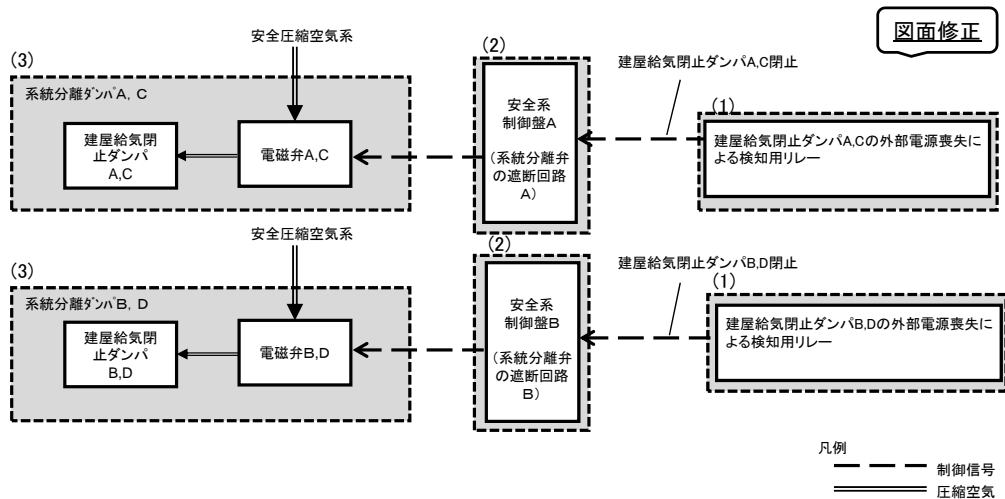 図面修正
安全圧縮空気系
(3)
系統分離ダンパA, C
建屋給気閉
止ダンパ
A,C
電磁弁A,C
(2)
安全系
制御盤A
（系統分離弁
の遮断回路
A）
建屋給気閉止ダンパA,C閉止
(1)
建屋給気閉止ダンパA,Cの外部電源喪失に
よる検知用リレー
安全圧縮空気系
(3)
系統分離ダンパB, D
建屋給気閉
止ダンパ
B,D
電磁弁B,D
(2)
安全系
制御盤B
（系統分離弁
の遮断回路
B）
建屋給気閉止ダンパB,D閉止
(1)
建屋給気閉止ダンパB,Dの外部電源喪失に
よる検知用リレー
凡例
制御信号
圧縮空気